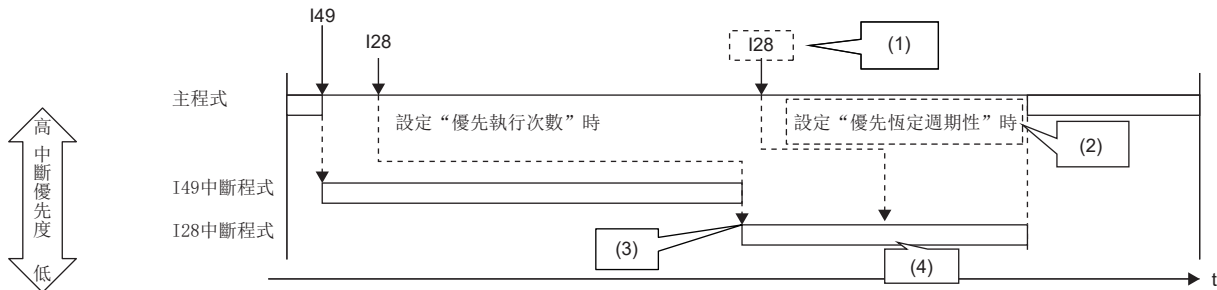 I49
I28
I28
(1)
主程式
設定“優先執行次數”時
設定“優先恆定週期性”時
(2)
高
中斷優先度
低
I49中斷程式
I28中斷程式
(3)
(4)
t